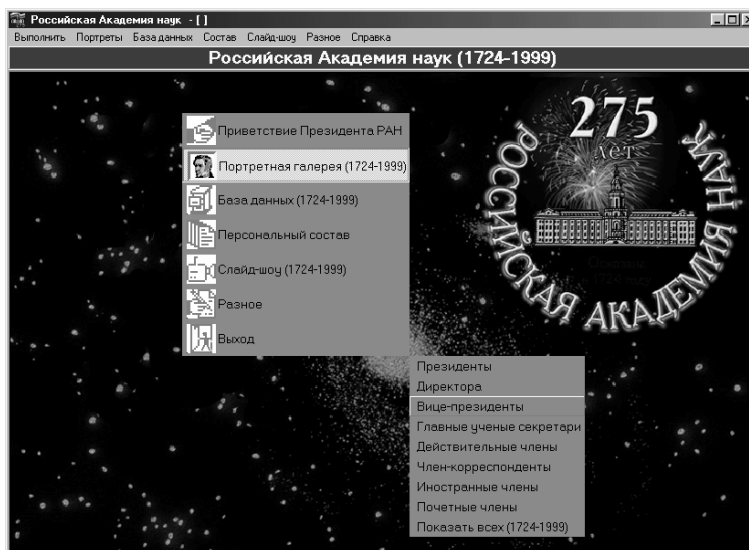 Российская Академия наук - [ ]
Выполнить Портреты База данных Состав Слайд-шоу Разное Справка
Российская Академия наук (1724-1999)
275
лет
РОССИЙСКАЯ АКАДЕМИЯ НАУК
Приветствие Президента РАН
Портретная галерея (1724-1999)
База данных (1724-1999)
Персональный состав
Слайд-шоу (1724-1999)
Разное
Выход
Президенты
Директора
Вице-президенты
Главные ученые секретари
Действительные члены
Член-корреспонденты
Иностранные члены
Почетные члены
Показать всех (1724-1999)